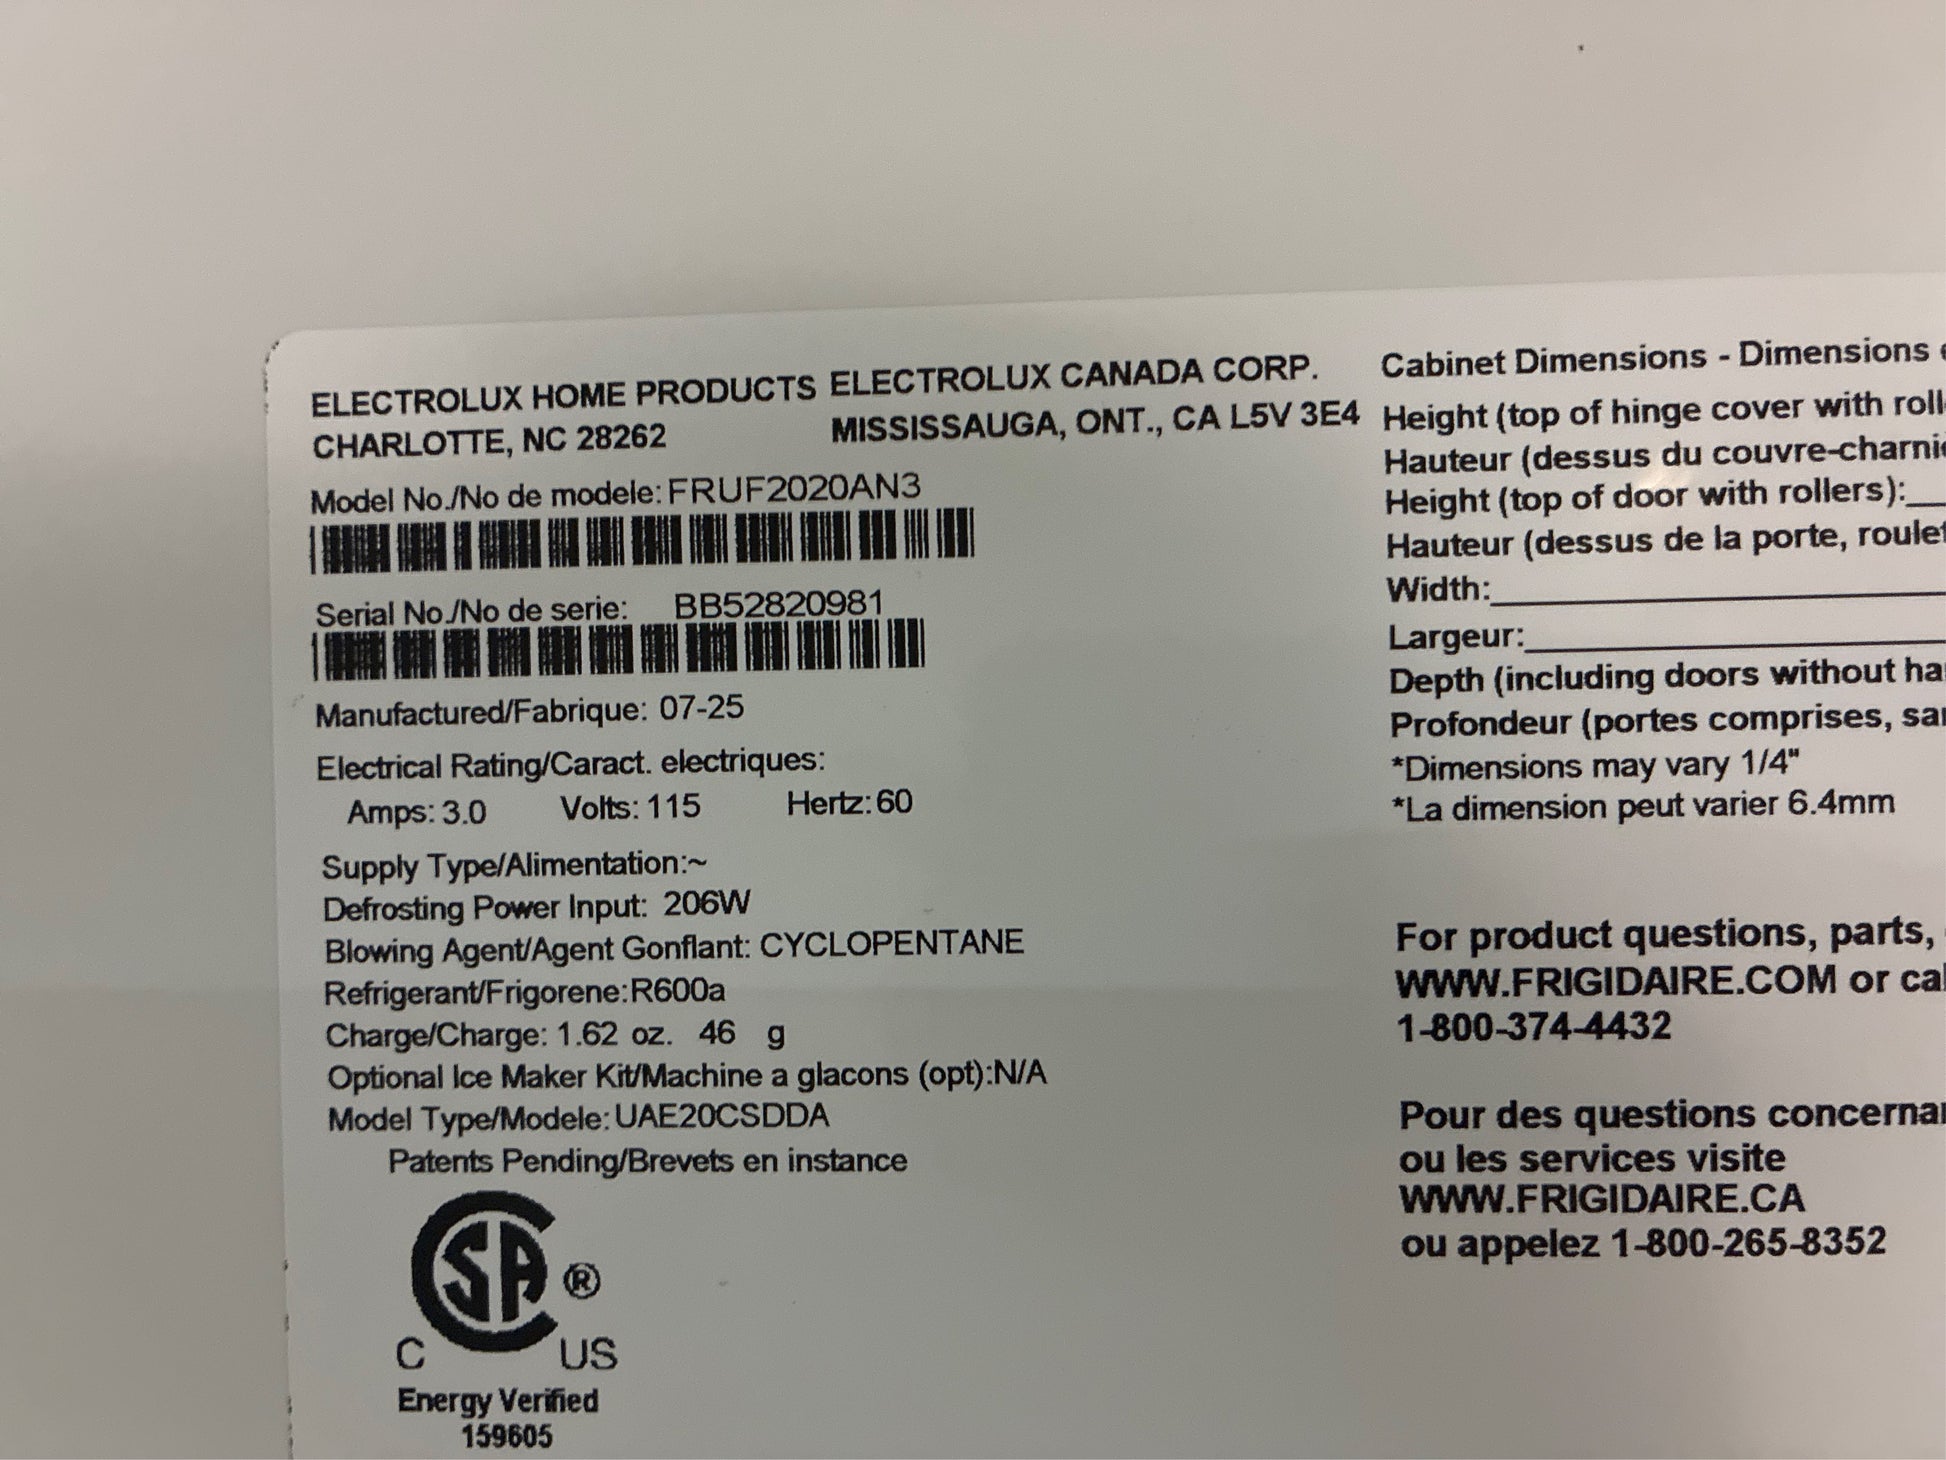 ELECTROLUX HOME PRODUCTS ELECTROLUX CANADA CORP.
CHARLOTTE, NC 28262 MISSISSAUGA, ONT., CA L5V 3E4
Model No./No de modele: FRUF2020AN3
Serial No./No de serie: BB52820981
Manufactured/Fabrique: 07-25
Electrical Rating/Caract. electriques:
Amps: 3.0 Volts: 115 Hertz: 60
Supply Type/Alimentation:~
Defrosting Power Input: 206W
Blowing Agent/Agent Gonflant: CYCLOPENTANE
Refrigerant/Frigorene:R600a
Charge/Charge: 1.62 oz. 46 g
Optional Ice Maker Kit/Machine a glacons (opt):N/A
Model Type/Modele: UAE20CSDDA
Patents Pending/Brevets en instance
CSA ®
C US
Energy Verified
159605
Cabinet Dimensions - Dimensions
Height (top of hinge cover with
Hauteur (dessus du
Height (top of door with rollers):
Hauteur (dessus de la porte,
Width:
Largeur:
Depth (including doors without
Profondeur (portes comprises,
*Dimensions may vary 1/4"
*La dimension peut varier 6.4mm
For product questions, parts,
WWW.FRIGIDAIRE.COM or
1-800-374-4432
Pour des questions
ou les services visite
WWW.FRIGIDAIRE.CA
ou appelez 1-800-265-8352